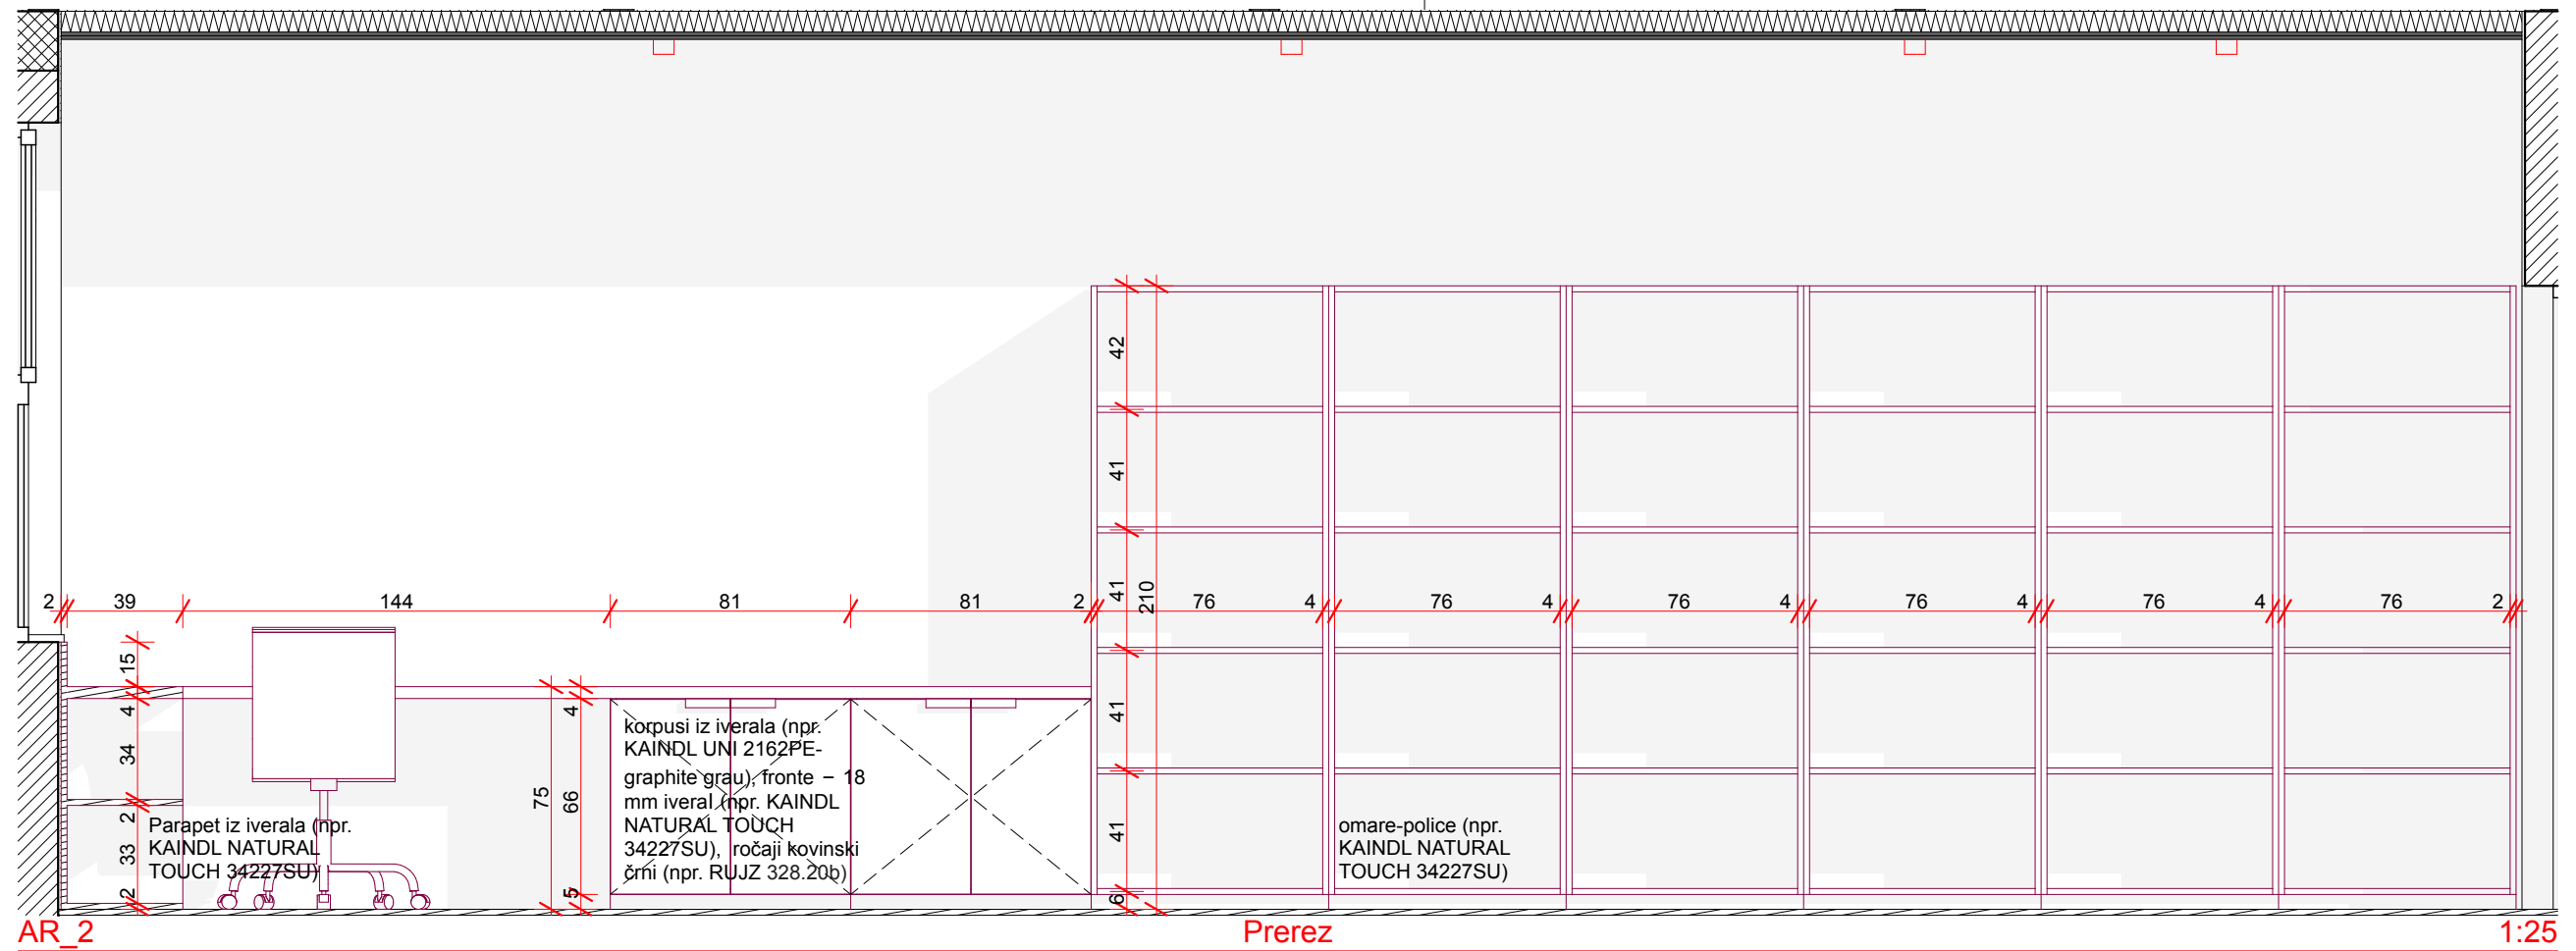 42
41
41
210
41
41
6
2
39
144
81
81
2
76
4
76
4
76
4
76
4
76
4
76
2
15
4
34
2
33
2
75
4
66
5
korpusi iz iverala (npr.
KAINDL UNI 2162PE-
graphite grau), fronte – 18
mm iveral (npr. KAINDL
NATURAL TOUCH
34227SU), ročaji kovinski
črni (npr. RUJZ 328.20b)
Parapet iz iverala (npr.
KAINDL NATURAL
TOUCH 34227SU)
omare-police (npr.
KAINDL NATURAL
TOUCH 34227SU)
AR_2
Prerez
1:25